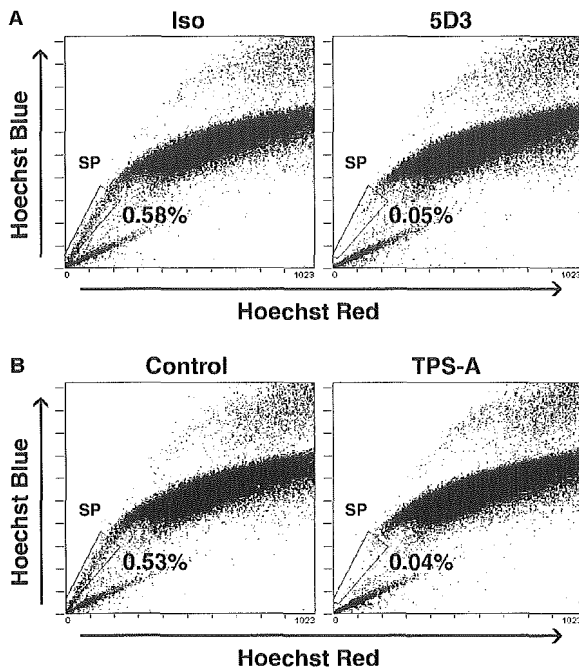 A
Iso
5D3
Hoechst Blue
SP
0.58%
0
1023
SP
0.05%
0
1023
Hoechst Red
B
Control
TPS-A
Hoechst Blue
SP
0.53%
0
1023
SP
0.04%
0
1023
Hoechst Red